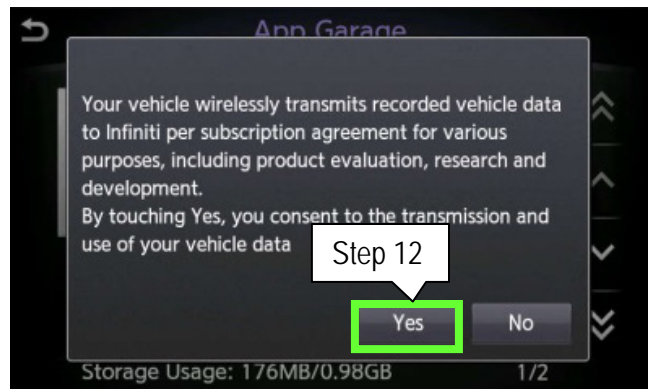 App Garage
Your vehicle wirelessly transmits recorded vehicle data
to Infiniti per subscription agreement for various
purposes, including product evaluation, research and
development.
By touching Yes, you consent to the transmission and
use of your vehicle data
Step 12
Yes No
Storage Usage: 176MB/0.98GB 1/2